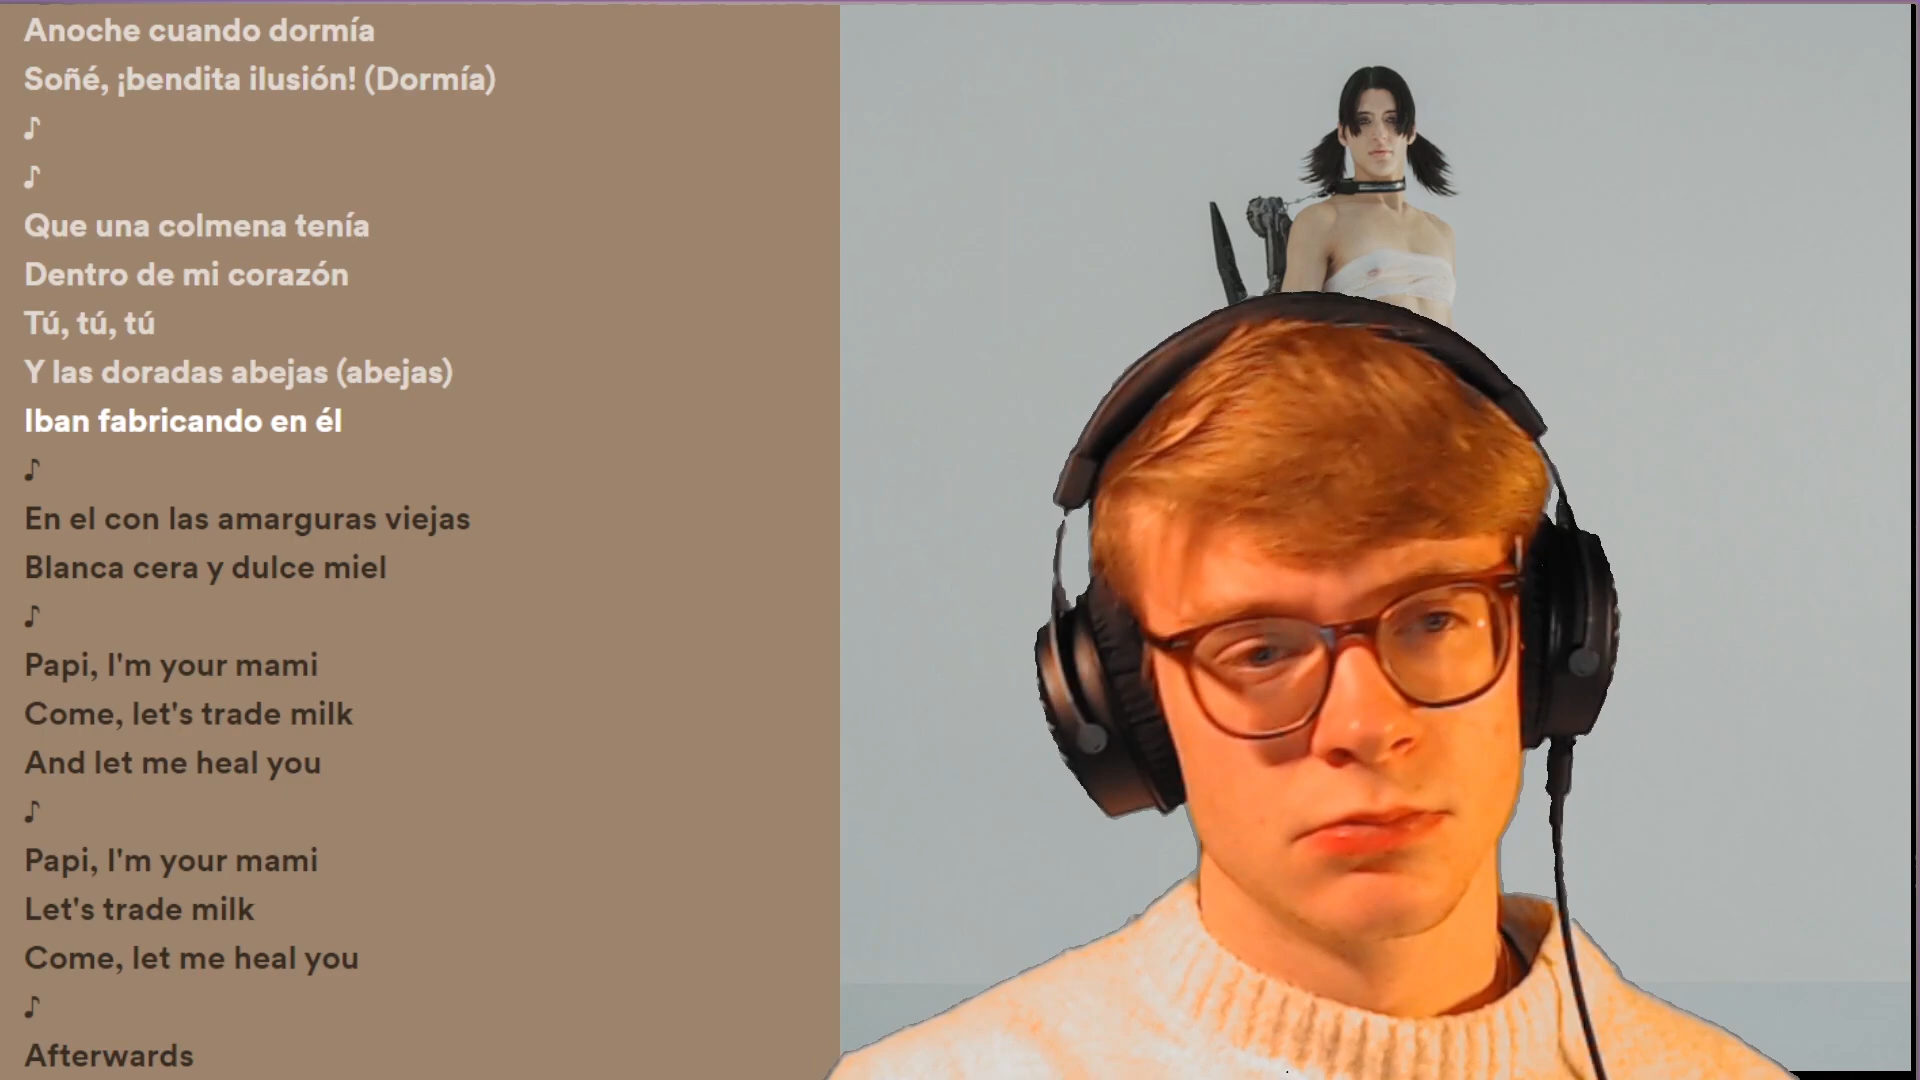 Anoche cuando dormía
Soñé, ¡bendita ilusión! (Dormía)
♪
♪
Que una colmena tenía
Dentro de mi corazón
Tú, tú, tú
Y las doradas abejas (abejas)
Iban fabricando en él
♪
En el con las amarguras viejas
Blanca cera y dulce miel
♪
Papi, I'm your mami
Come, let's trade milk
And let me heal you
♪
Papi, I'm your mami
Let's trade milk
Come, let me heal you
♪
Afterwards